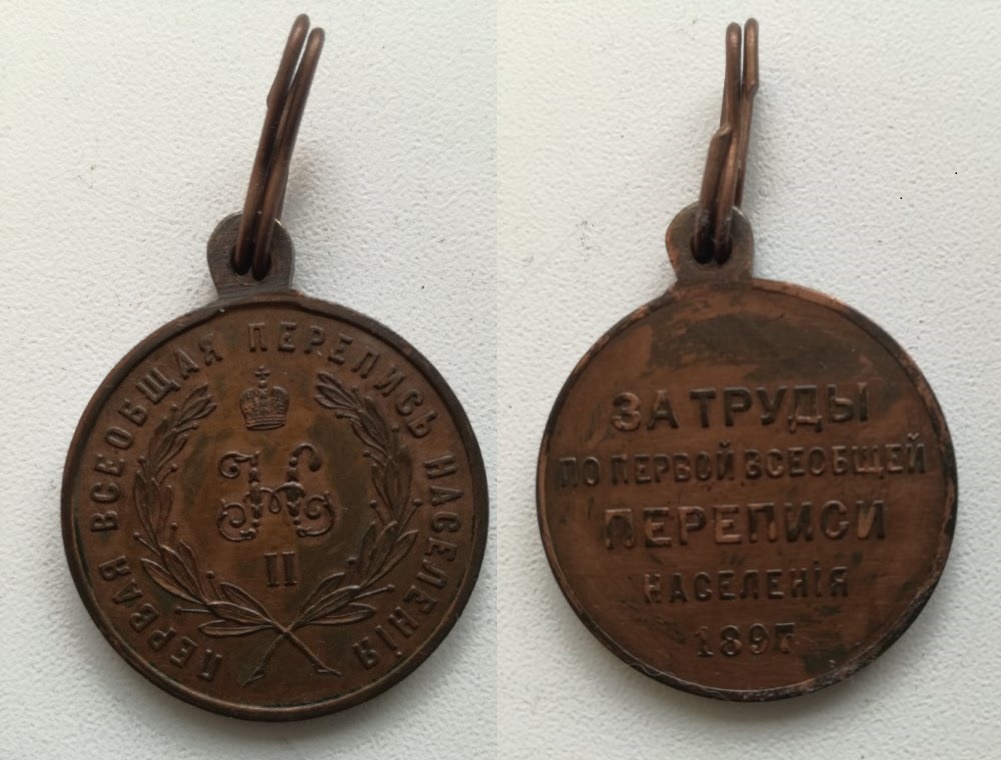 ПЕРВАЯ ВСЕОБЩАЯ ПЕРЕПИСЬ НАСЕЛЕНІЯ
Н
II
ЗА ТРУДЫ
ПО ПЕРВОЙ ВСЕОБЩЕЙ
ПЕРЕПИСИ
НАСЕЛЕНІЯ
1897